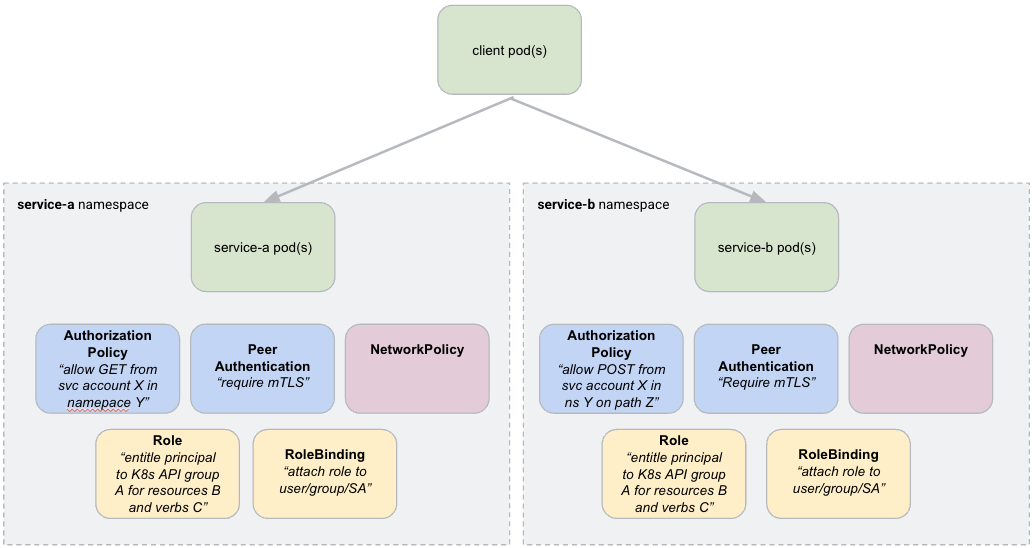 client pod(s)
service-a namespace
service-a pod(s)
Authorization
Policy
“allow GET from
svc account X in
namepace Y”
Peer
Authentication
“require mTLS”
NetworkPolicy
Role
“entitle principal
to K8s API group
A for resources B
and verbs C”
RoleBinding
“attach role to
user/group/SA”
service-b namespace
service-b pod(s)
Authorization
Policy
“allow POST from
svc account X in
ns Y on path Z”
Peer
Authentication
“Require mTLS”
NetworkPolicy
Role
“entitle principal
to K8s API group
A for resources B
and verbs C”
RoleBinding
“attach role to
user/group/SA”